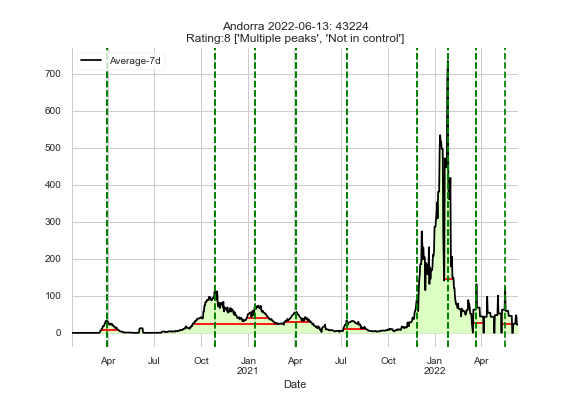 Andorra 2022-06-13: 43224
Rating:8 ['Multiple peaks', 'Not in control']
Average-7d
700
600
500
400
300
200
100
0
Apr Jul Oct Jan Apr Jul Oct Jan Apr
2021 2022
Date